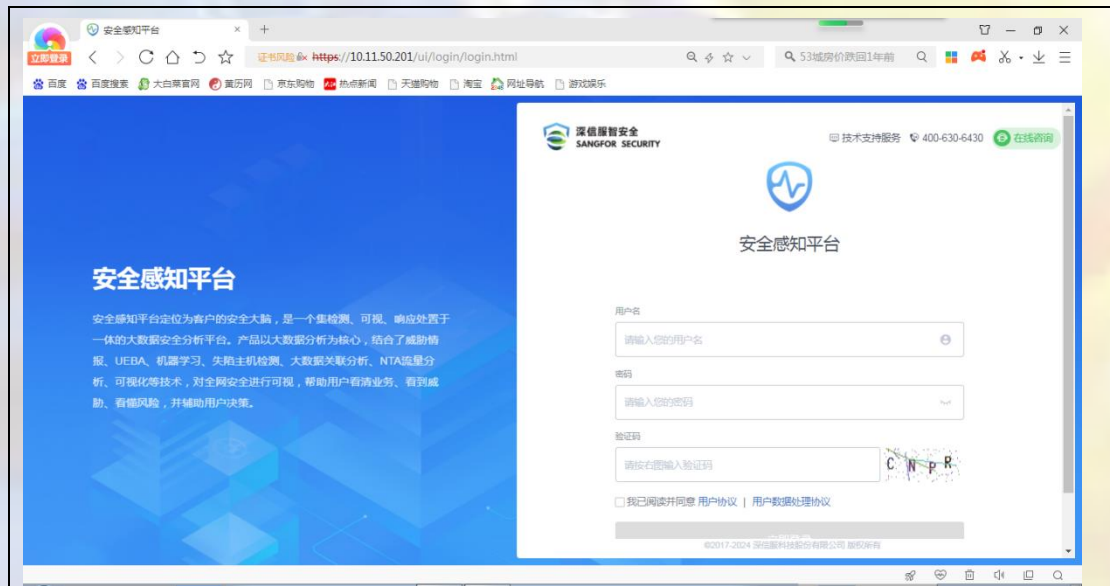 安全感知平台
立即登录
证书风险 https://10.11.50.201/ui/login/login.html
53城房价跌回1年前
百度 百度搜索 大白菜官网 黄历网 京东购物 热点新闻 天猫购物 淘宝 网址导航 游戏娱乐
深信服智安全
SANGFOR SECURITY
技术支持服务 400-630-6430 在线咨询
安全感知平台
安全感知平台
安全感知平台定位为客户的安全大脑,是一个集检测、可视、响应处置于
一体的大数据安全分析平台。产品以大数据分析为核心,结合了威胁情
报、UEBA、机器学习、失陷主机检测、大数据关联分析、NTA流量分
析、可视化等技术,对全网安全进行可视,帮助用户看清业务、看到威
胁、看懂风险,并辅助用户决策。
用户名
请输入您的用户名
密码
请输入您的密码
验证码
请按右图输入验证码
C N P R
我已阅读并同意 用户协议 | 用户数据处理协议
立即登录
©2017-2024 深信服科技股份有限公司 版权所有